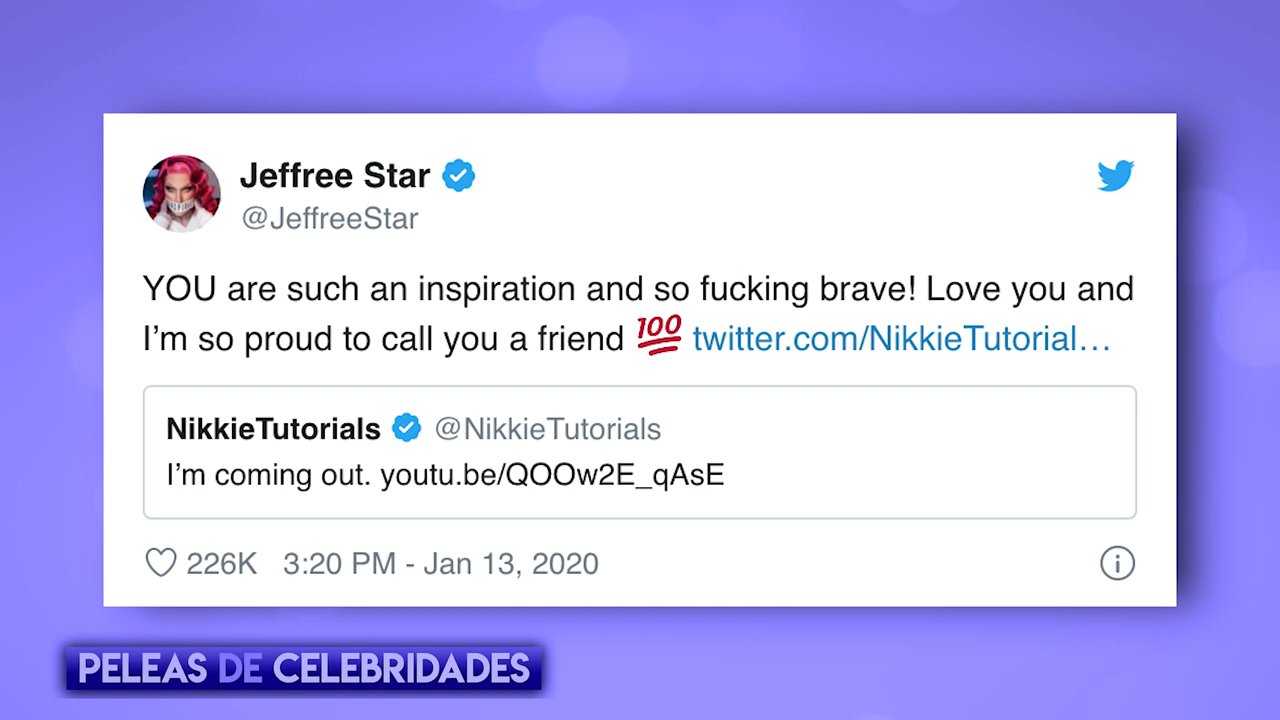 Jeffree Star
@JeffreeStar
YOU are such an inspiration and so fucking brave! Love you and
I'm so proud to call you a friend 💯 twitter.com/NikkieTutorial…
NikkieTutorials @NikkieTutorials
I'm coming out. youtu.be/QOOw2E_qAsE
226K 3:20 PM - Jan 13, 2020
PELEAS DE CELEBRIDADES